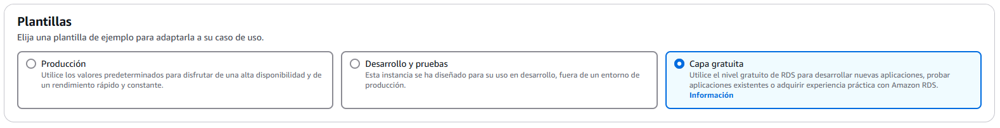 Plantillas
Elija una plantilla de ejemplo para adaptarla a su caso de uso.
Producción
Utilice los valores predeterminados para disfrutar de una alta disponibilidad y de
un rendimiento rápido y constante.
Desarrollo y pruebas
Esta instancia se ha diseñado para su uso en desarrollo, fuera de un entorno de
producción.
Capa gratuita
Utilice el nivel gratuito de RDS para desarrollar nuevas aplicaciones, probar
aplicaciones existentes o adquirir experiencia práctica con Amazon RDS.
Información